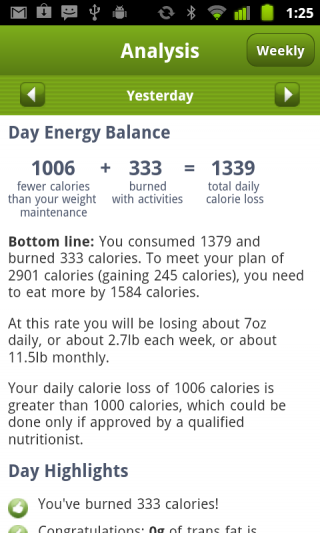 1:25
Analysis
Weekly
Yesterday
Day Energy Balance
1006 + 333 = 1339
fewer calories than your weight maintenance
burned with activities
total daily calorie loss
Bottom line: You consumed 1379 and
burned 333 calories. To meet your plan of
2901 calories (gaining 245 calories), you need
to eat more by 1584 calories.
At this rate you will be losing about 7oz
daily, or about 2.7lb each week, or about
11.5lb monthly.
Your daily calorie loss of 1006 calories is
greater than 1000 calories, which could be
done only if approved by a qualified
nutritionist.
Day Highlights
You've burned 333 calories!
Congratulations: 0g of trans fat is